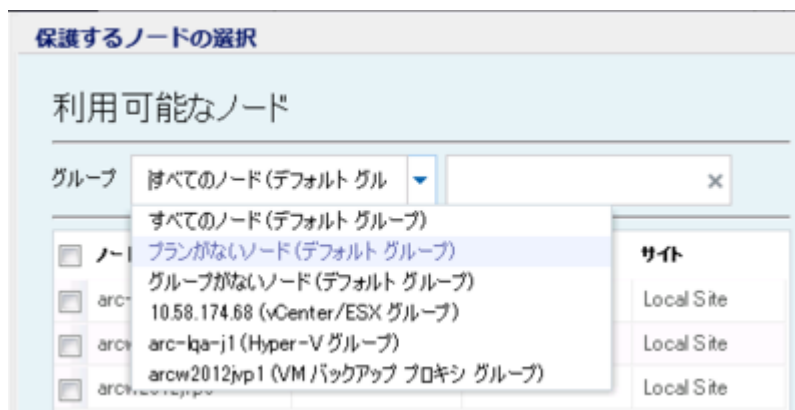 保護するノードの選択
利用可能なノード
グループ すべてのノード(デフォルト グル
すべてのノード(デフォルト グループ)
プランがないノード(デフォルト グループ)
グループがないノード(デフォルト グループ)
10.58.174.68 (vCenter/ESX グループ)
arc-lqa-j1 (Hyper-V グループ)
arcw2012jvp1 (VM バックアップ プロキシ グループ)
サイト
Local Site
Local Site
Local Site